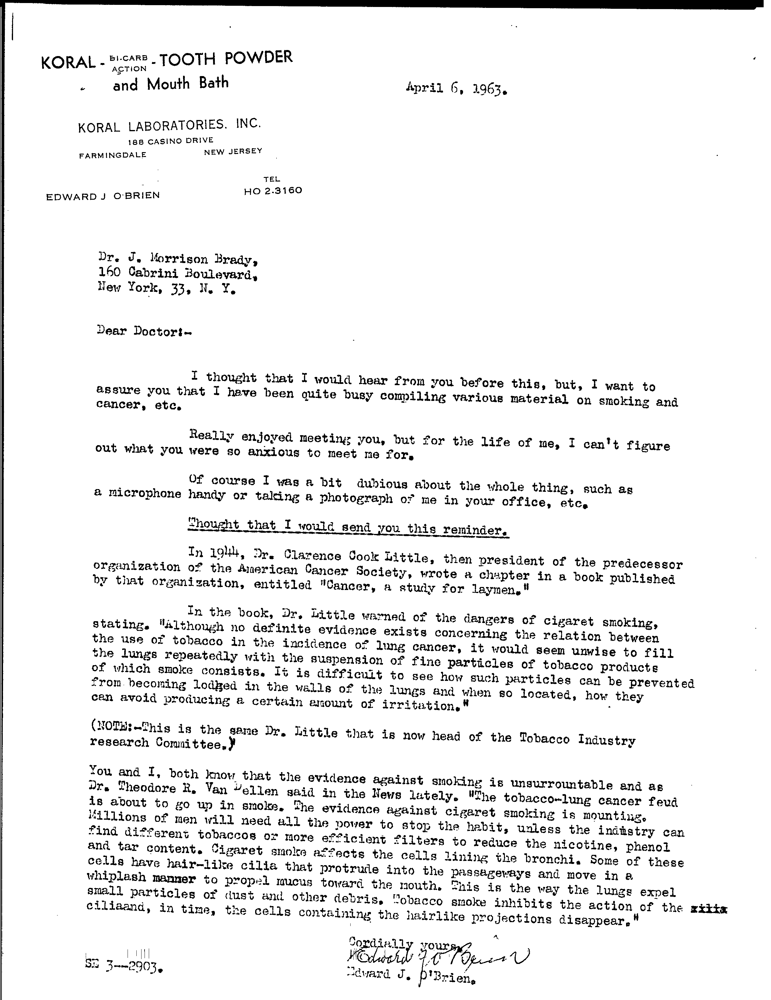 KORAL - BI-CARB ACTION - TOOTH POWDER
and Mouth Bath
April 6, 1963.
KORAL LABORATORIES, INC.
188 CASINO DRIVE
FARMINGDALE NEW JERSEY
TEL
EDWARD J O'BRIEN HO 2-3160
Dr. J. Morrison Brady,
160 Cabrini Boulevard,
New York, 33, N. Y.
Dear Doctor:-
I thought that I would hear from you before this, but, I want to
assure you that I have been quite busy compiling various material on smoking and
cancer, etc.
Really enjoyed meeting you, but for the life of me, I can't figure
out what you were so anxious to meet me for.
Of course I was a bit dubious about the whole thing, such as
a microphone handy or taking a photograph of me in your office, etc.
Thought that I would send you this reminder.
In 1944, Dr. Clarence Cook Little, then president of the predecessor
organization of the American Cancer Society, wrote a chapter in a book published
by that organization, entitled "Cancer, a study for laymen."
In the book, Dr. Little warned of the dangers of cigaret smoking,
stating. "Although no definite evidence exists concerning the relation between
the use of tobacco in the incidence of lung cancer, it would seem unwise to fill
the lungs repeatedly with the suspension of fine particles of tobacco products
of which smoke consists. It is difficult to see how such particles can be prevented
from becoming lodged in the walls of the lungs and when so located, how they
can avoid producing a certain amount of irritation."
(NOTE:-This is the same Dr. Little that is now head of the Tobacco Industry
research Committee.)
You and I, both know that the evidence against smoking is unsurrountable and as
Dr. Theodore R. Van Dellen said in the News lately. "The tobacco-lung cancer feud
is about to go up in smoke. The evidence against cigaret smoking is mounting.
Millions of men will need all the power to stop the habit, unless the industry can
find different tobaccos or more efficient filters to reduce the nicotine, phenol
and tar content. Cigaret smoke affects the cells lining the bronchi. Some of these
cells have hair-like cilia that protrude into the passageways and move in a
whiplash manner to propel mucus toward the mouth. This is the way the lungs expel
small particles of dust and other debris. Tobacco smoke inhibits the action of the
ciliaand, in time, the cells containing the hairlike projections disappear."
Cordially yours,
Edward J. O'Brien
SE 3--2903.
Edward J. O'Brien.